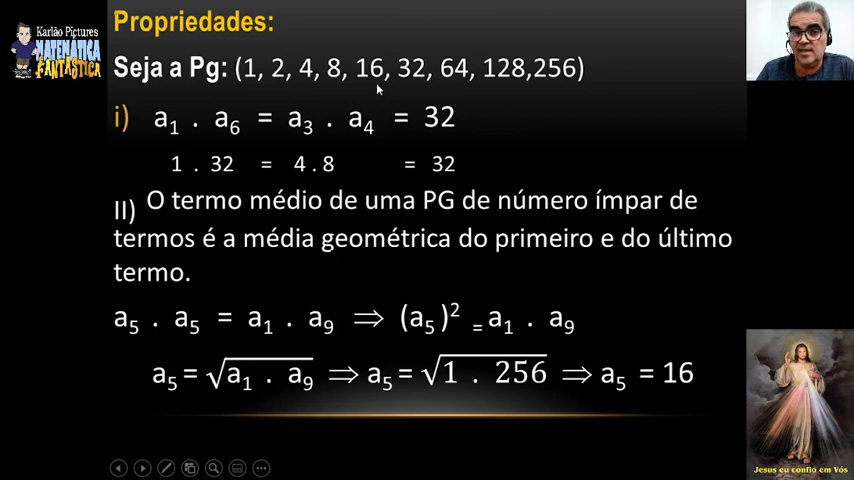 Karlão Pictures
MATEMÁTICA
FANTÁSTICA
Propriedades:
Seja a Pg: (1, 2, 4, 8, 16, 32, 64, 128,256)
i) a₁ . a₆ = a₃ . a₄ = 32
1 . 32 = 4 . 8 = 32
II) O termo médio de uma PG de número ímpar de
termos é a média geométrica do primeiro e do último
termo.
a₅ . a₅ = a₁ . a₉ ⟹ (a₅ )² = a₁ . a₉
a₅ = √a₁ . a₉ ⟹ a₅ = √1 . 256 ⟹ a₅ = 16
Jesus eu confio em Vós